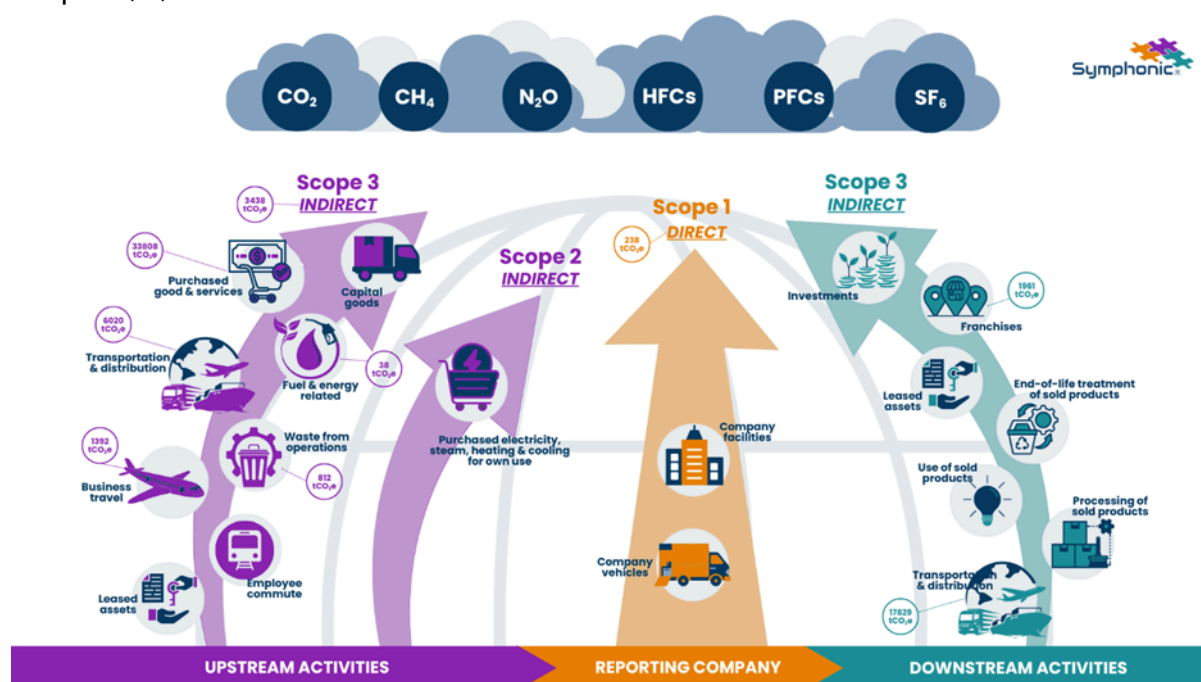 CO₂
CH₄
N₂O
HFCs
PFCs
SF₆
Symphonic
Scope 3
INDIRECT
3438
tCO₂e
33808
tCO₂e
Purchased
good & services
Capital
goods
6020
tCO₂e
Transportation
& distribution
Fuel & energy
related
38
tCO₂e
1392
tCO₂e
Business
travel
Waste from
operations
812
tCO₂e
Employee
commute
Leased
assets
Scope 2
INDIRECT
Purchased electricity,
steam, heating & cooling
for own use
Scope 1
DIRECT
238
tCO₂e
Company
facilities
Company
vehicles
Scope 3
INDIRECT
Investments
1961
tCO₂e
Franchises
Leased
assets
End-of-life treatment
of sold products
Use of sold
products
Processing of
sold products
Transportation
& distribution
17829
tCO₂e
UPSTREAM ACTIVITIES
REPORTING COMPANY
DOWNSTREAM ACTIVITIES